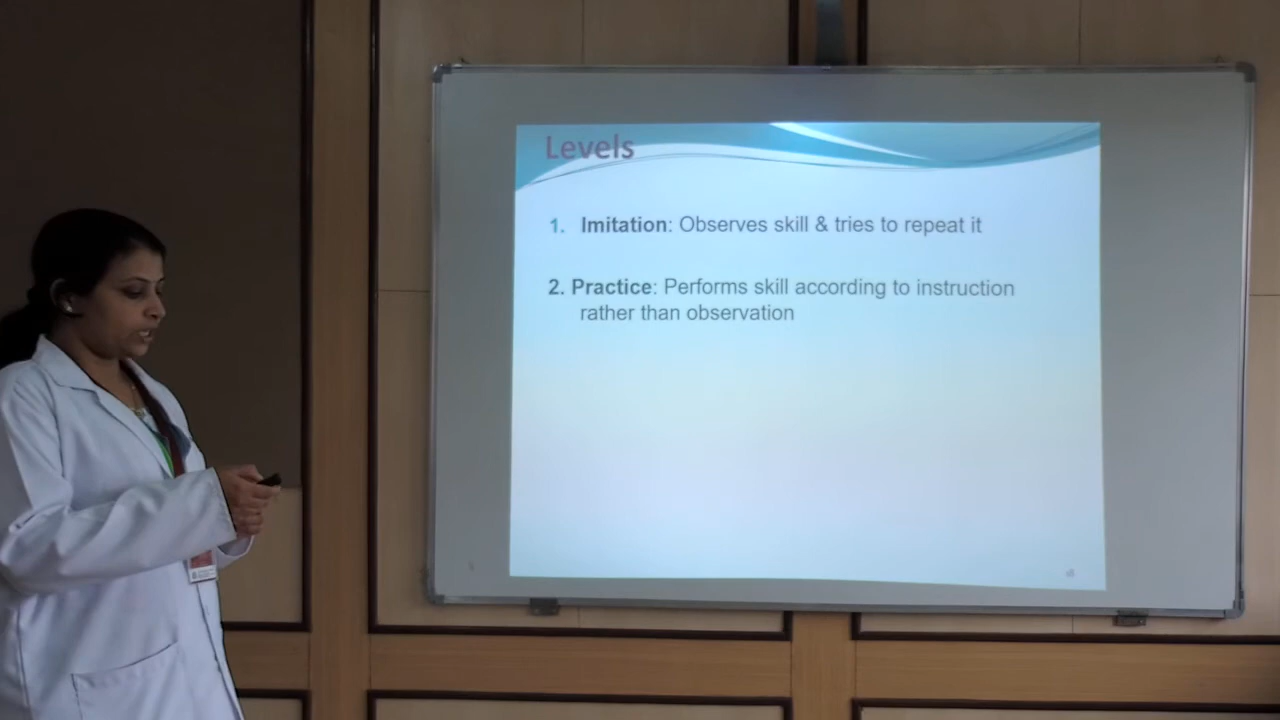 Levels
1. Imitation: Observes skill & tries to repeat it
2. Practice: Performs skill according to instruction
rather than observation